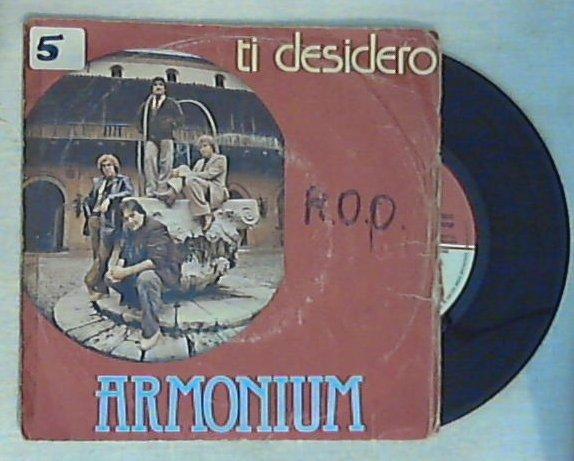 5
ti desidero
R.O.P.
ARMONIUM